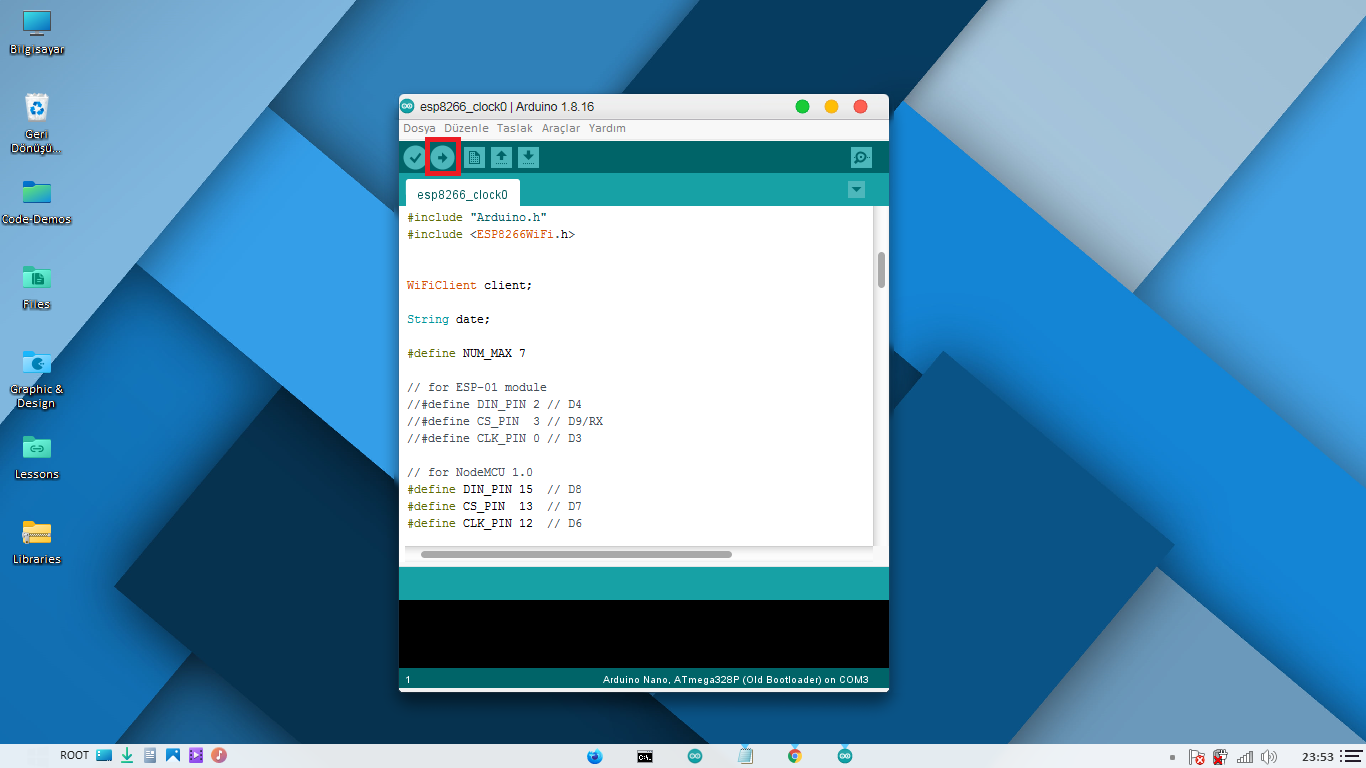 Bilgisayar
Geri
Dönüşü...
Code-Demos
Files
Graphic &
Design
Lessons
Libraries
esp8266_clock0 | Arduino 1.8.16
Dosya Düzenle Taslak Araçlar Yardım
esp8266_clock0
#include "Arduino.h"
#include <ESP8266WiFi.h>
WiFiClient client;
String date;
#define NUM_MAX 7
// for ESP-01 module
//#define DIN_PIN 2 // D4
//#define CS_PIN  3 // D9/RX
//#define CLK_PIN 0 // D3
// for NodeMCU 1.0
#define DIN_PIN 15  // D8
#define CS_PIN  13  // D7
#define CLK_PIN 12  // D6
1 Arduino Nano, ATmega328P (Old Bootloader) on COM3
ROOT 23:53